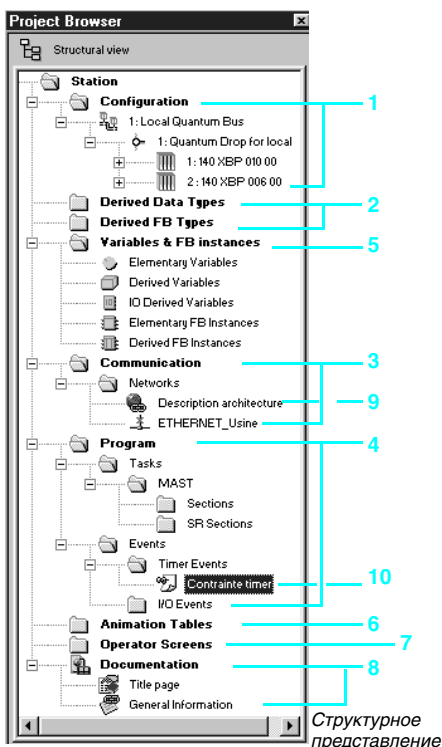 Project Browser
Structural view
Station
Configuration 1
1: Local Quantum Bus
1: Quantum Drop for local
1: 140 XBP 010 00
2 : 140 XBP 006 00
Derived Data Types 2
Derived FB Types
Variables & FB instances 5
Elementary Variables
Derived Variables
IO Derived Variables
Elementary FB Instances
Derived FB Instances
Communication 3
Networks
Description architecture 9
ETHERNET_Usine
Program 4
Tasks
MAST
Sections
SR Sections
Events
Timer Events
Contrainte timer 10
I/O Events
Animation Tables 6
Operator Screens 7
Documentation 8
Title page
General Information
Структурное
представление